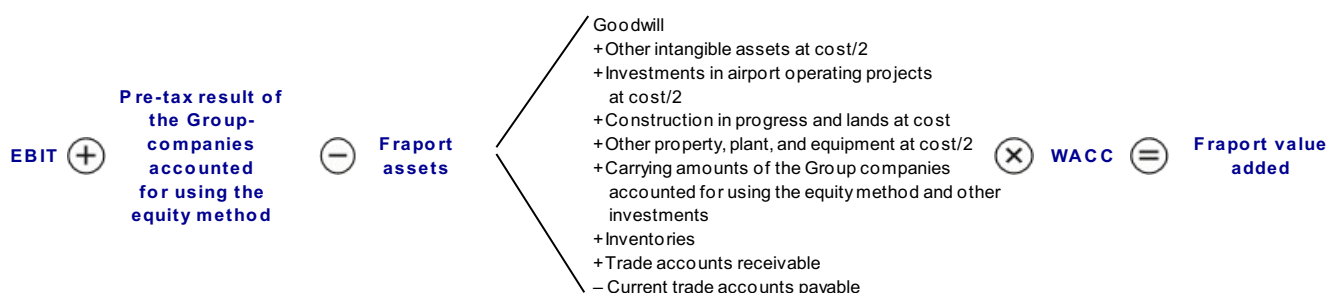 EBIT
+
Pre-tax result of
the Group-
companies
accounted
for using the
equity method
−
Fraport
assets
Goodwill
+Other intangible assets at cost/2
+Investments in airport operating projects
at cost/2
+Construction in progress and lands at cost
+Other property, plant, and equipment at cost/2
+Carrying amounts of the Group companies
accounted for using the equity method and other
investments
+Inventories
+Trade accounts receivable
– Current trade accounts payable
×
WACC
=
Fraport value
added